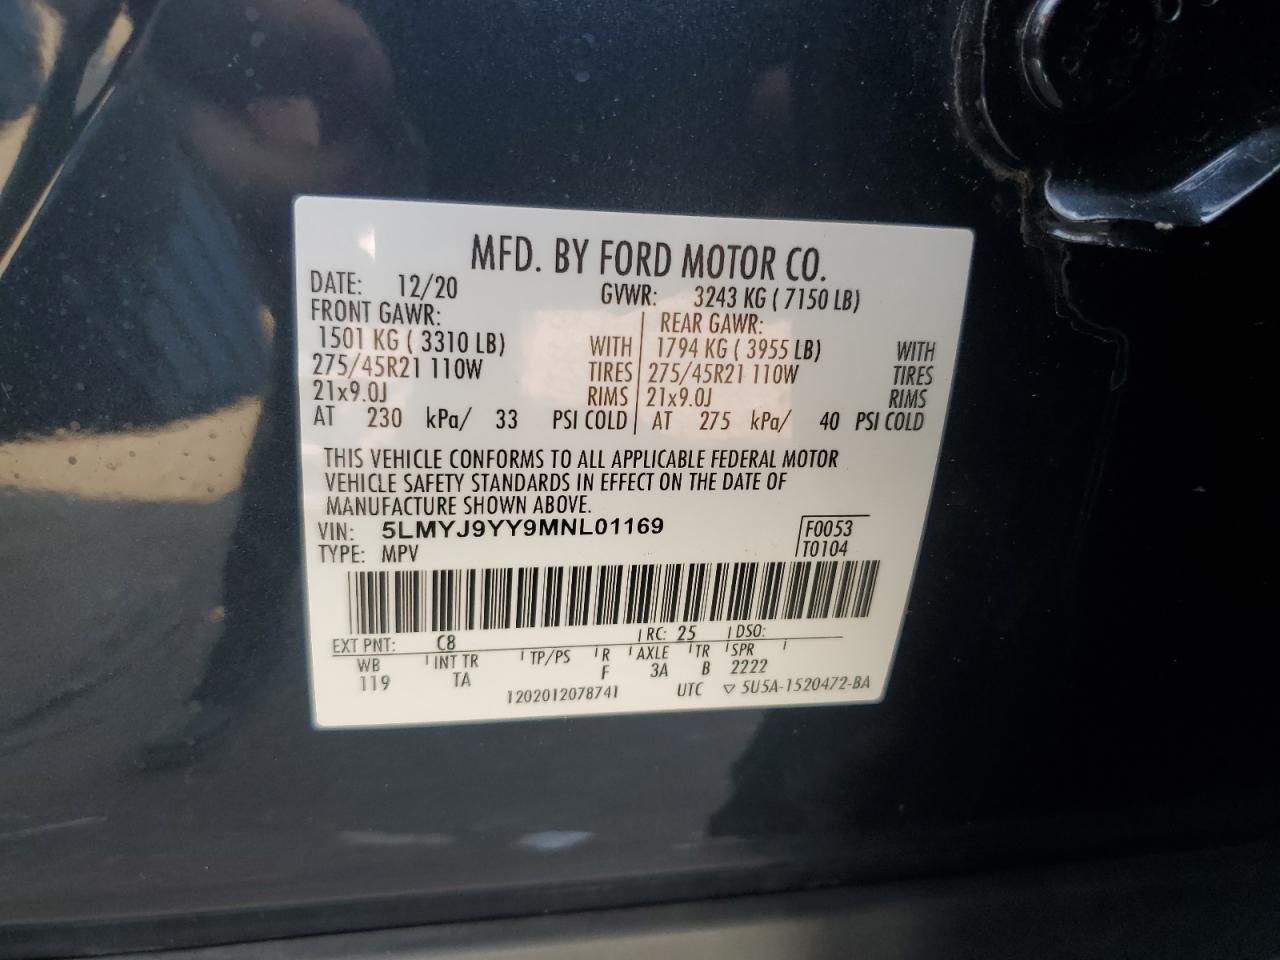 MFD. BY FORD MOTOR CO.
DATE: 12/20 GVWR: 3243 KG ( 7150 LB)
FRONT GAWR: REAR GAWR:
1501 KG ( 3310 LB) WITH 1794 KG ( 3955 LB) WITH
275/45R21 110W TIRES 275/45R21 110W TIRES
21x9.0J RIMS 21x9.0J RIMS
AT 230 kPa/ 33 PSI COLD AT 275 kPa/ 40 PSI COLD
THIS VEHICLE CONFORMS TO ALL APPLICABLE FEDERAL MOTOR
VEHICLE SAFETY STANDARDS IN EFFECT ON THE DATE OF
MANUFACTURE SHOWN ABOVE.
VIN: 5LMYJ9YY9MNL01169 F0053
TYPE: MPV T0104
EXT PNT: C8 RC: 25 DSO:
WB INT TR TP/PS R AXLE TR SPR
119 TA F 3A B 2222
1202012078741 UTC ▽ 5U5A-1520472-BA